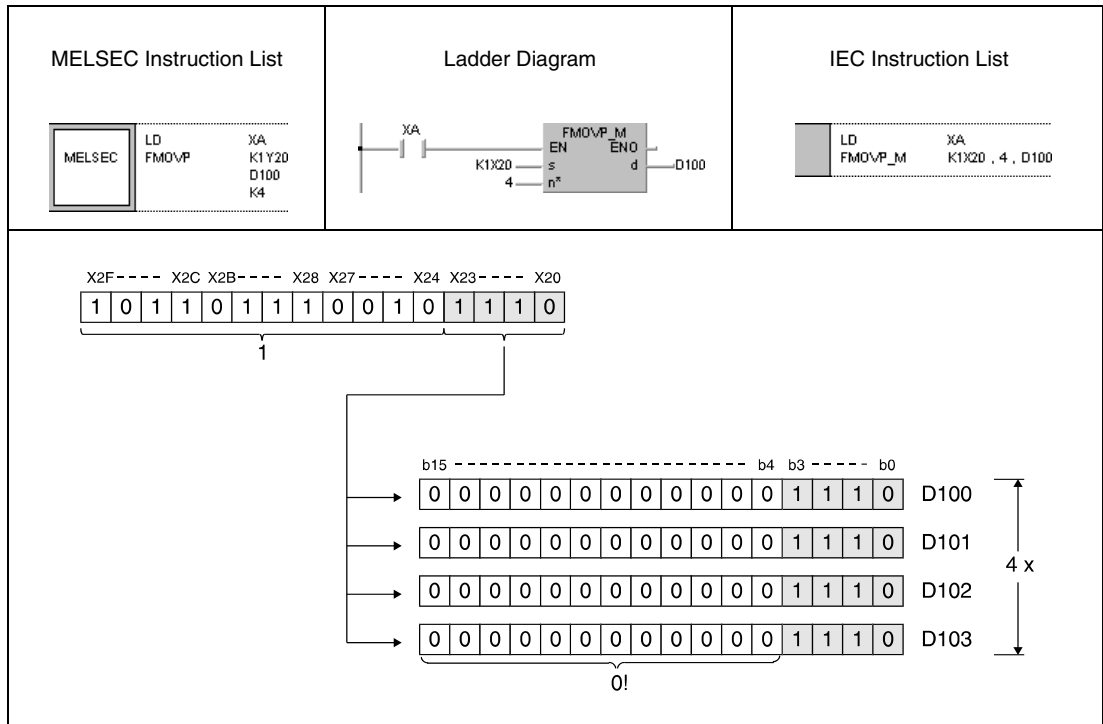 MELSEC Instruction List
Ladder Diagram
IEC Instruction List
MELSEC
LD XA
FMOVP K1Y20
D100
K4
XA
FMOVP_M
EN ENO
K1X20 s d D100
4 n*
LD XA
FMOVP_M K1X20 , 4 , D100
X2F - - - - X2C X2B - - - - X28 X27 - - - - X24 X23 - - - - X20
1 0 1 1 0 1 1 1 0 0 1 0 1 1 1 0
1
b15 - - - - - - - - - - - - - - - - - - - - - - - - b4 b3 - - - - - b0
0 0 0 0 0 0 0 0 0 0 0 0 1 1 1 0 D100
0 0 0 0 0 0 0 0 0 0 0 0 1 1 1 0 D101
4 x
0 0 0 0 0 0 0 0 0 0 0 0 1 1 1 0 D102
0 0 0 0 0 0 0 0 0 0 0 0 1 1 1 0 D103
0!